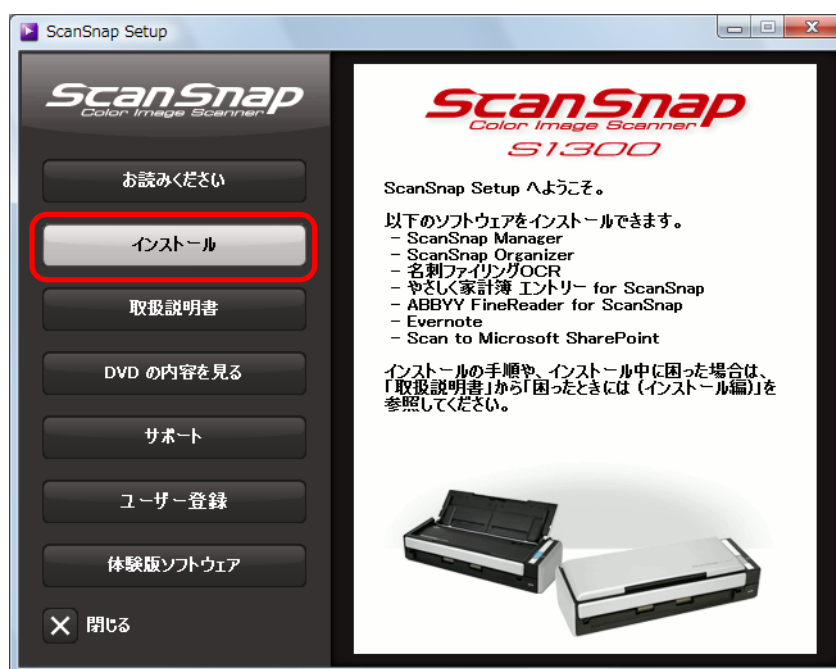 ScanSnap Setup
ScanSnap
Color Image Scanner
お読みください
インストール
取扱説明書
DVD の内容を見る
サポート
ユーザー登録
体験版ソフトウェア
閉じる
ScanSnap
Color Image Scanner
S1300
ScanSnap Setup へようこそ。
以下のソフトウェアをインストールできます。
- ScanSnap Manager
- ScanSnap Organizer
- 名刺ファイリングOCR
- やさしく家計簿 エントリー for ScanSnap
- ABBYY FineReader for ScanSnap
- Evernote
- Scan to Microsoft SharePoint
インストールの手順や、インストール中に困った場合は、
「取扱説明書」から「困ったときには (インストール編)」を
参照してください。